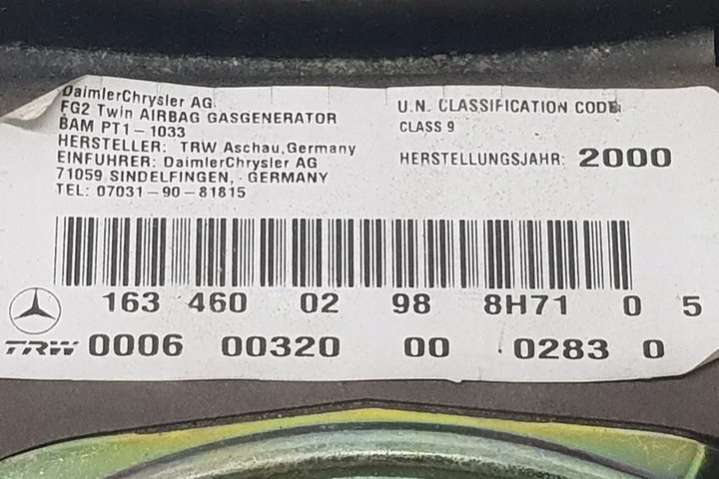 DaimlerChrysler AG
FG2 Twin AIRBAG GASGENERATOR
BAM PT1-1033
HERSTELLER: TRW Aschau,Germany
EINFUHRER: DaimlerChrysler AG
71059 SINDELFINGEN, GERMANY
TEL: 07031-90-81815
U.N. CLASSIFICATION CODE:
CLASS 9
HERSTELLUNGSJAHR: 2000
163 460 02 98 8H71 0 5
TRW 0006 00320 00 0283 0